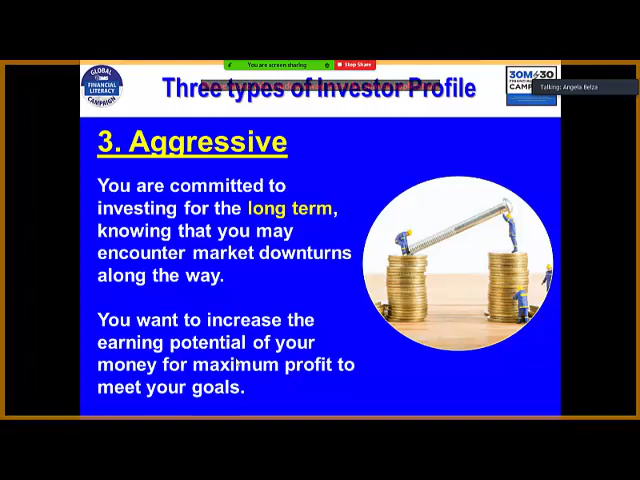 You are screen sharing
Stop Share
GLOBAL
FINANCIAL
LITERACY
CAMPAIGN
Three types of Investor Profile
30M 30
Talking: Angela Belza
3. Aggressive
You are committed to
investing for the long term,
knowing that you may
encounter market downturns
along the way.
You want to increase the
earning potential of your
money for maximum profit to
meet your goals.